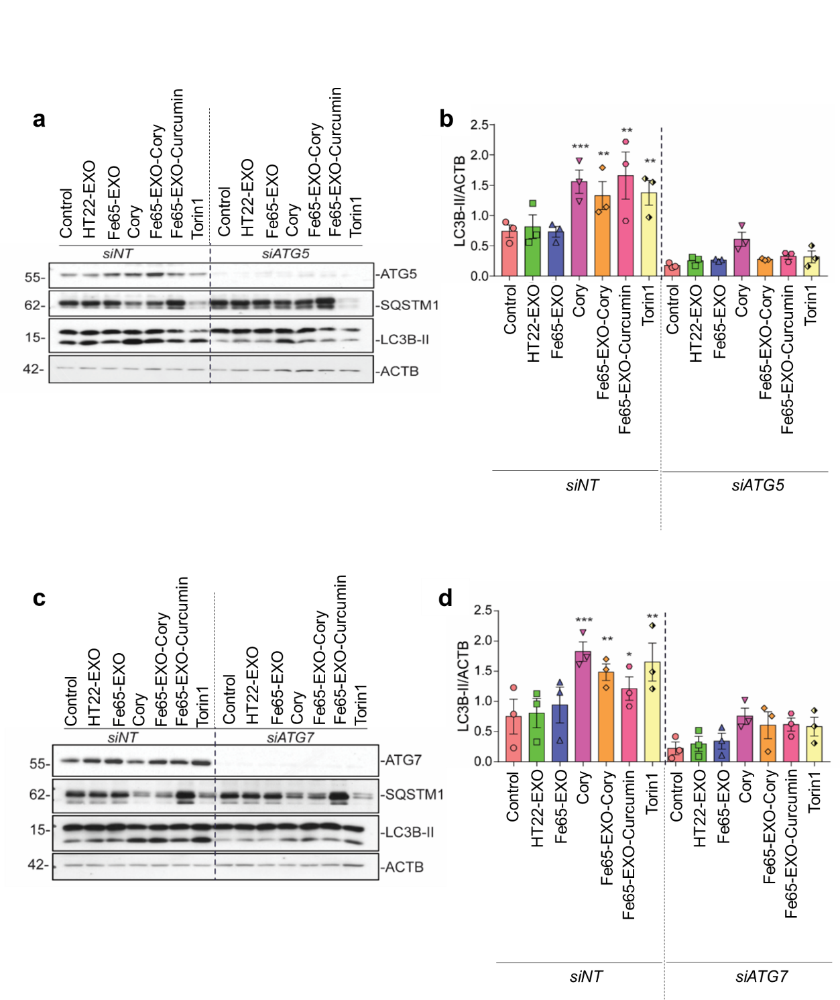 a
Control
HT22-EXO
Fe65-EXO
Cory
Fe65-EXO-Cory
Fe65-EXO-Curcumin
Torin1
Control
HT22-EXO
Fe65-EXO
Cory
Fe65-EXO-Cory
Fe65-EXO-Curcumin
Torin1
siNT
siATG5
55-
-ATG5
62-
-SQSTM1
15-
-LC3B-II
42-
-ACTB
b
LC3B-II/ACTB
2.5
2.0
1.5
1.0
0.5
0.0
***
**
**
**
Control
HT22-EXO
Fe65-EXO
Cory
Fe65-EXO-Cory
Fe65-EXO-Curcumin
Torin1
Control
HT22-EXO
Fe65-EXO
Cory
Fe65-EXO-Cory
Fe65-EXO-Curcumin
Torin1
siNT
siATG5
c
Control
HT22-EXO
Fe65-EXO
Cory
Fe65-EXO-Cory
Fe65-EXO-Curcumin
Torin1
Control
HT22-EXO
Fe65-EXO
Cory
Fe65-EXO-Cory
Fe65-EXO-Curcumin
Torin1
siNT
siATG7
55-
-ATG7
62-
-SQSTM1
15-
-LC3B-II
42-
-ACTB
d
LC3B-II/ACTB
2.5
2.0
1.5
1.0
0.5
0.0
***
**
*
**
Control
HT22-EXO
Fe65-EXO
Cory
Fe65-EXO-Cory
Fe65-EXO-Curcumin
Torin1
Control
HT22-EXO
Fe65-EXO
Cory
Fe65-EXO-Cory
Fe65-EXO-Curcumin
Torin1
siNT
siATG7